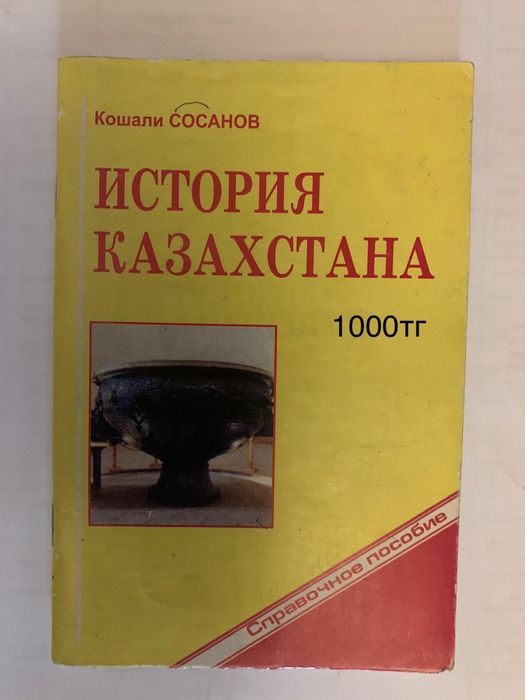 Кошали СОСАНОВ
ИСТОРИЯ
КАЗАХСТАНА
1000тг
Справочное пособие